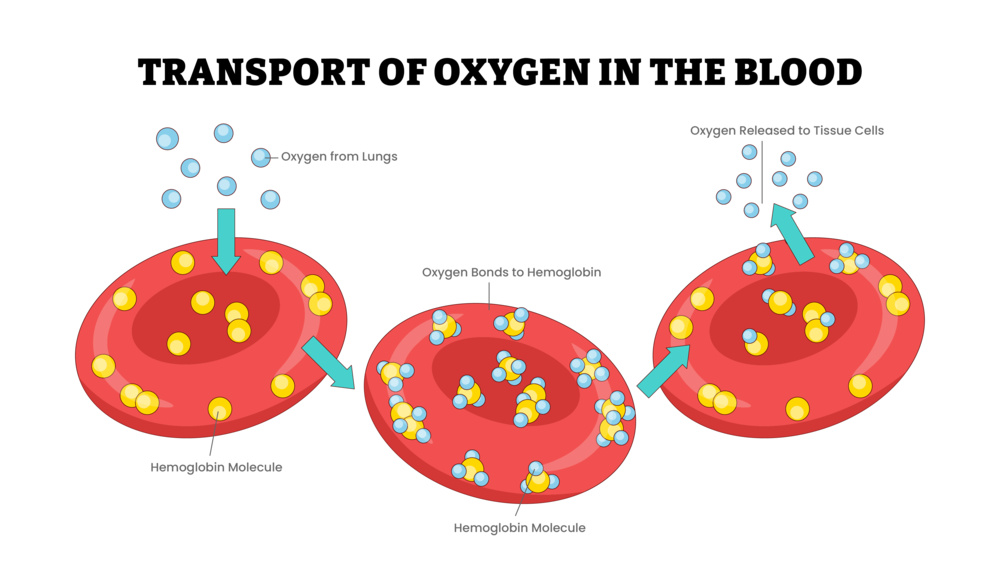 TRANSPORT OF OXYGEN IN THE BLOOD
Oxygen from Lungs
Oxygen Released to Tissue Cells
Oxygen Bonds to Hemoglobin
Hemoglobin Molecule
Hemoglobin Molecule